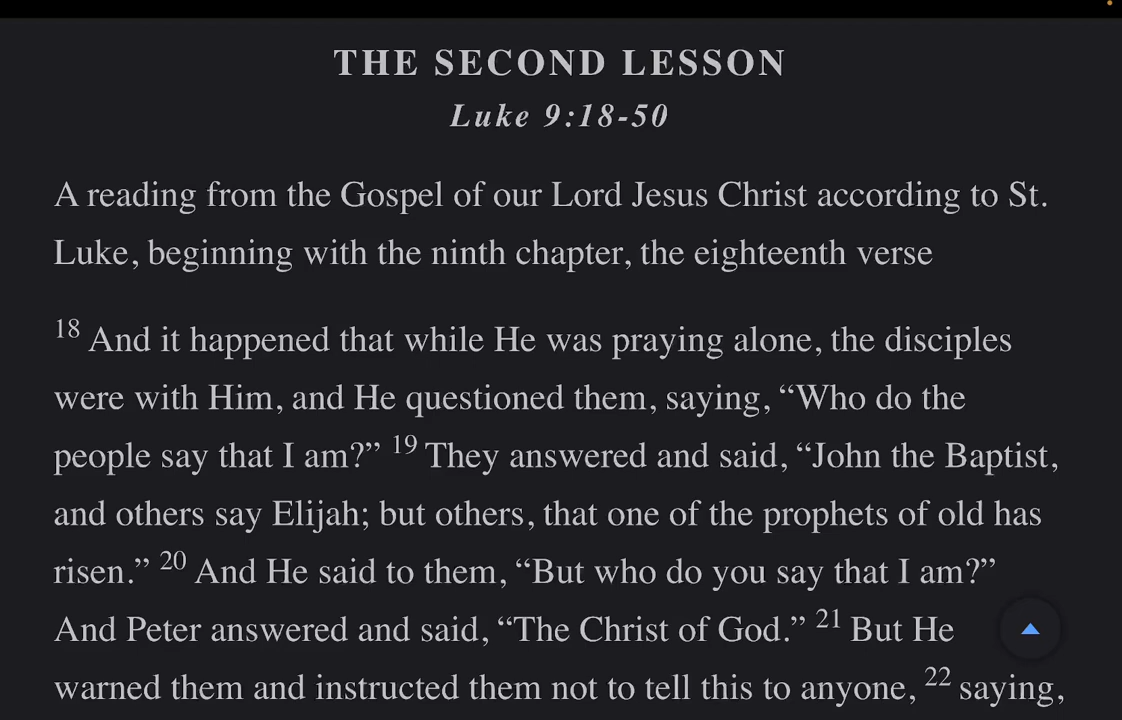 THE SECOND LESSON
Luke 9:18-50
A reading from the Gospel of our Lord Jesus Christ according to St.
Luke, beginning with the ninth chapter, the eighteenth verse
18 And it happened that while He was praying alone, the disciples
were with Him, and He questioned them, saying, “Who do the
people say that I am?” 19 They answered and said, “John the Baptist,
and others say Elijah; but others, that one of the prophets of old has
risen.” 20 And He said to them, “But who do you say that I am?”
And Peter answered and said, “The Christ of God.” 21 But He
warned them and instructed them not to tell this to anyone, 22 saying,